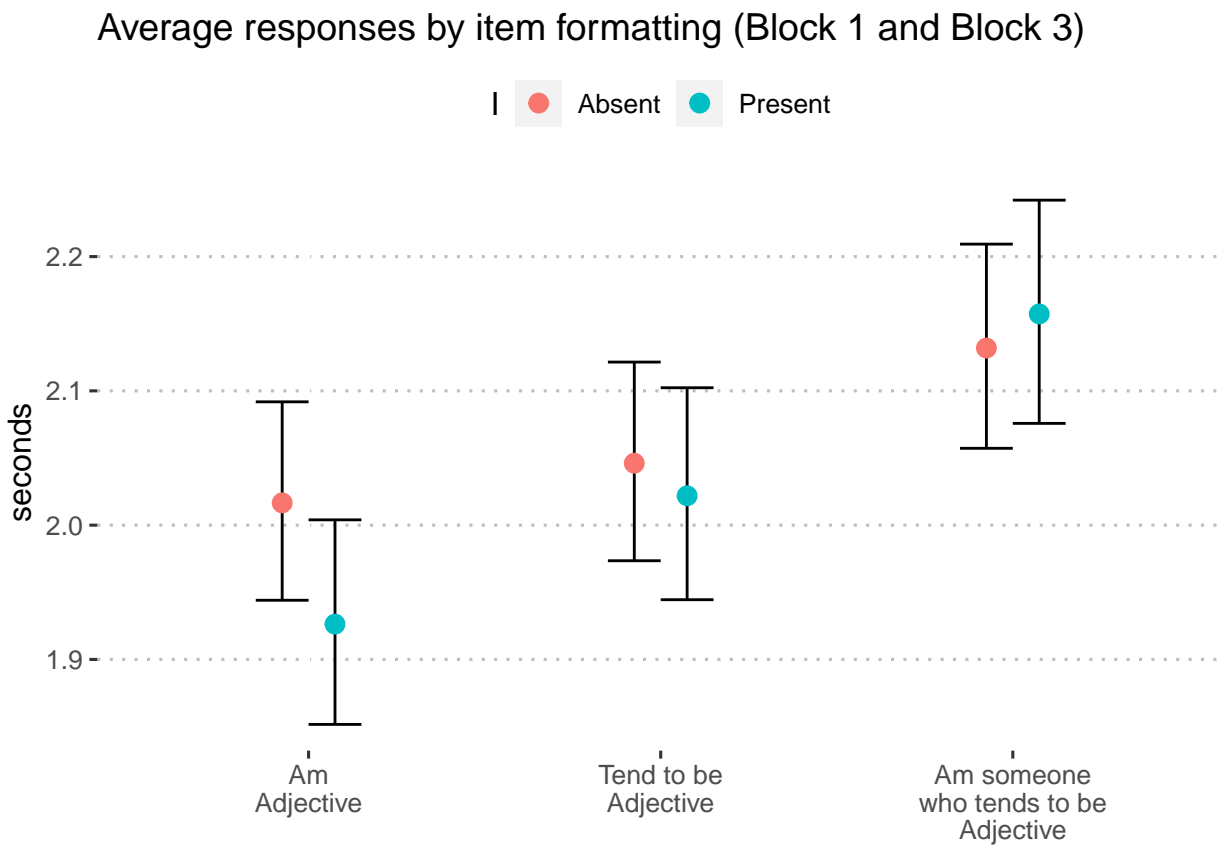 Average responses by item formatting (Block 1 and Block 3)
I Absent Present
seconds
2.2
2.1
2.0
1.9
Am
Adjective
Tend to be
Adjective
Am someone
who tends to be
Adjective